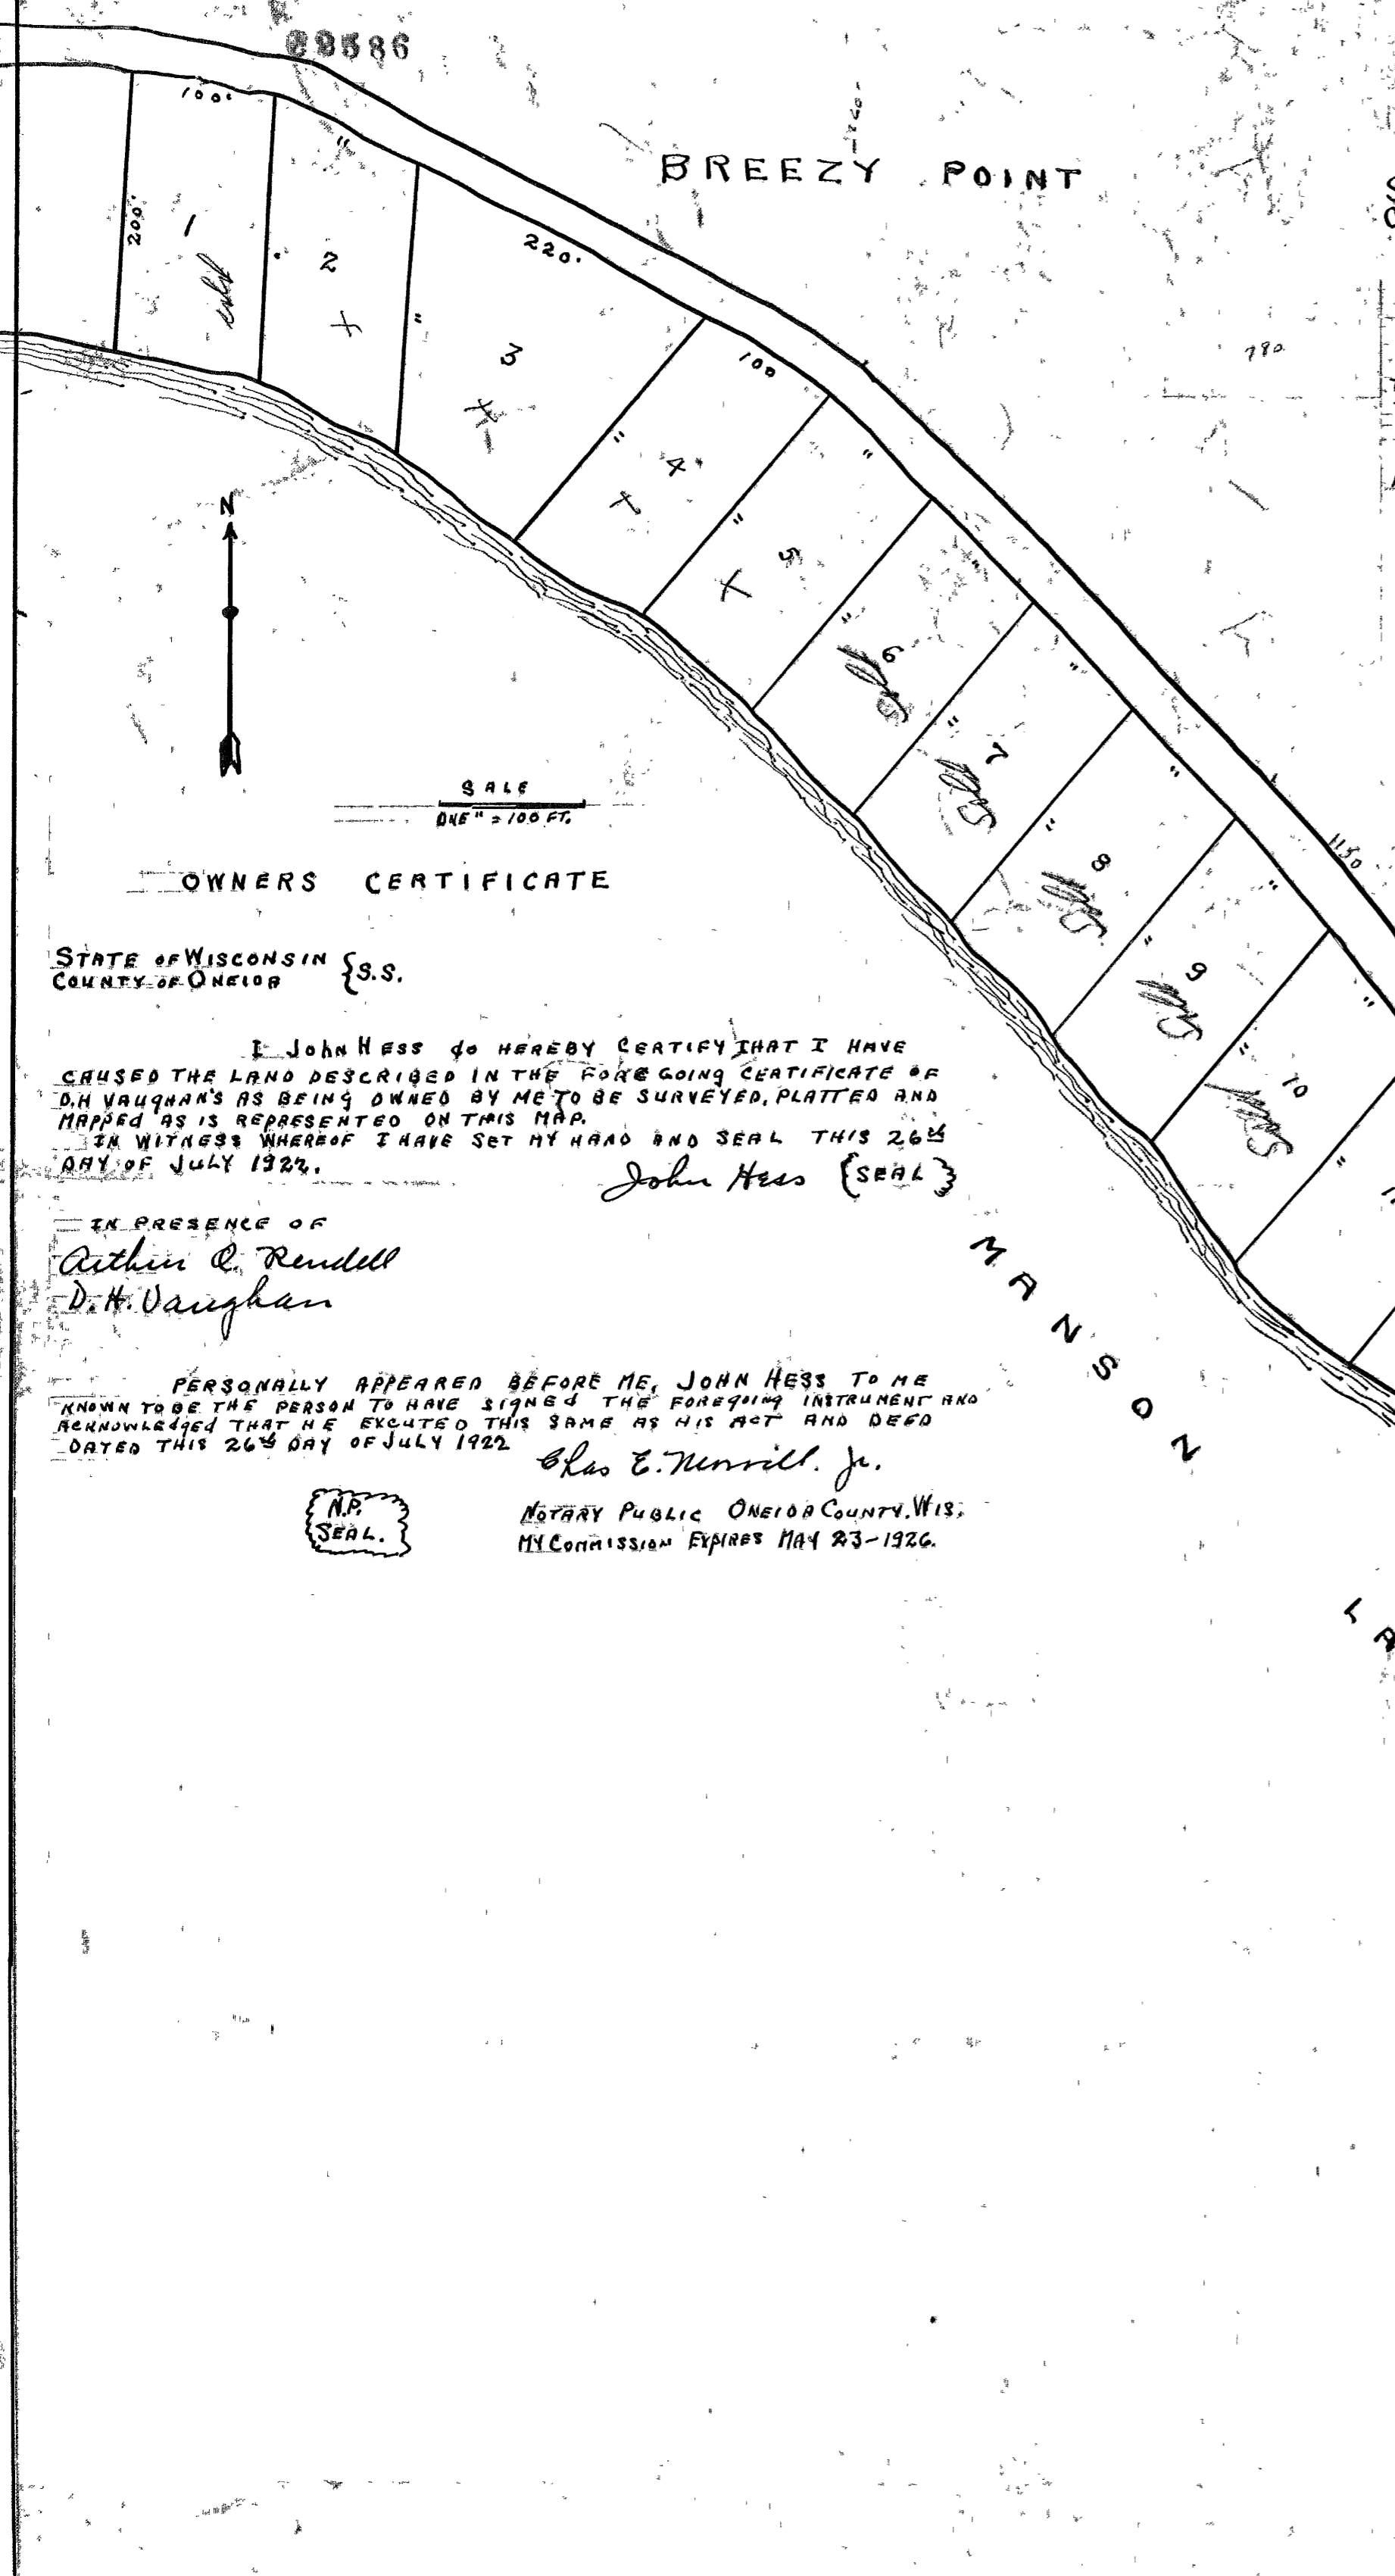 86
100'
"
BREEZY POINT
200'
1
2
X
"
220'
3
X
100
"
4
X
"
"
5
X
"
6
"
"
7
"
"
8
"
"
9
"
"
10
"
"
780
1150
N
SALE
ONE" = 100 FT.
OWNERS CERTIFICATE
STATE OF WISCONSIN {S.S.
COUNTY OF ONEIDA
I JOHN HESS do HEREBY CERTIFY THAT I HAVE
CAUSED THE LAND DESCRIBED IN THE FORE GOING CERTIFICATE OF
D.H VAUGHAN'S AS BEING OWNED BY ME TO BE SURVEYED, PLATTED AND
MAPPED AS IS REPRESENTED ON THIS MAP.
IN WITNESS WHEREOF I HAVE SET MY HAND AND SEAL THIS 26th
DAY OF JULY 1922.
John Hess {SEAL}
IN PRESENCE OF
Arthur Q. Rendell
D.H. Vaughan
MANSON
LA
PERSONALLY APPEARED BEFORE ME, JOHN HESS TO ME
KNOWN TO BE THE PERSON TO HAVE SIGNED THE FOREGOING INSTRUMENT AND
ACKNOWLEDGED THAT HE EXCUTED THIS SAME AS HIS ACT AND DEED
DATED THIS 26th DAY OF JULY 1922
Chas E. Merrill. Jr.
N.P.
SEAL.
NOTARY PUBLIC ONEIDA COUNTY, WIS.
MY COMMISSION EXPIRES MAY 23-1926.